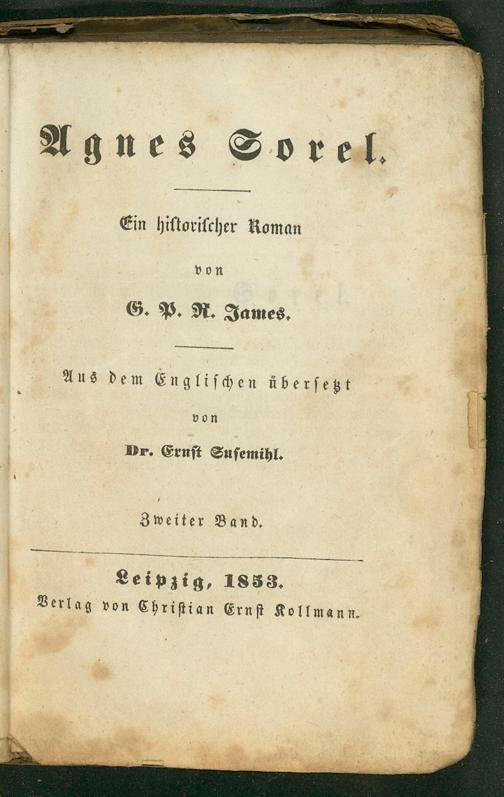 Agnes Sorel.
Ein historischer Roman
von
G. P. R. James.
Aus dem Englischen übersetzt
von
Dr. Ernst Susemihl.
Zweiter Band.
Leipzig, 1853.
Verlag von Christian Ernst Kollmann.